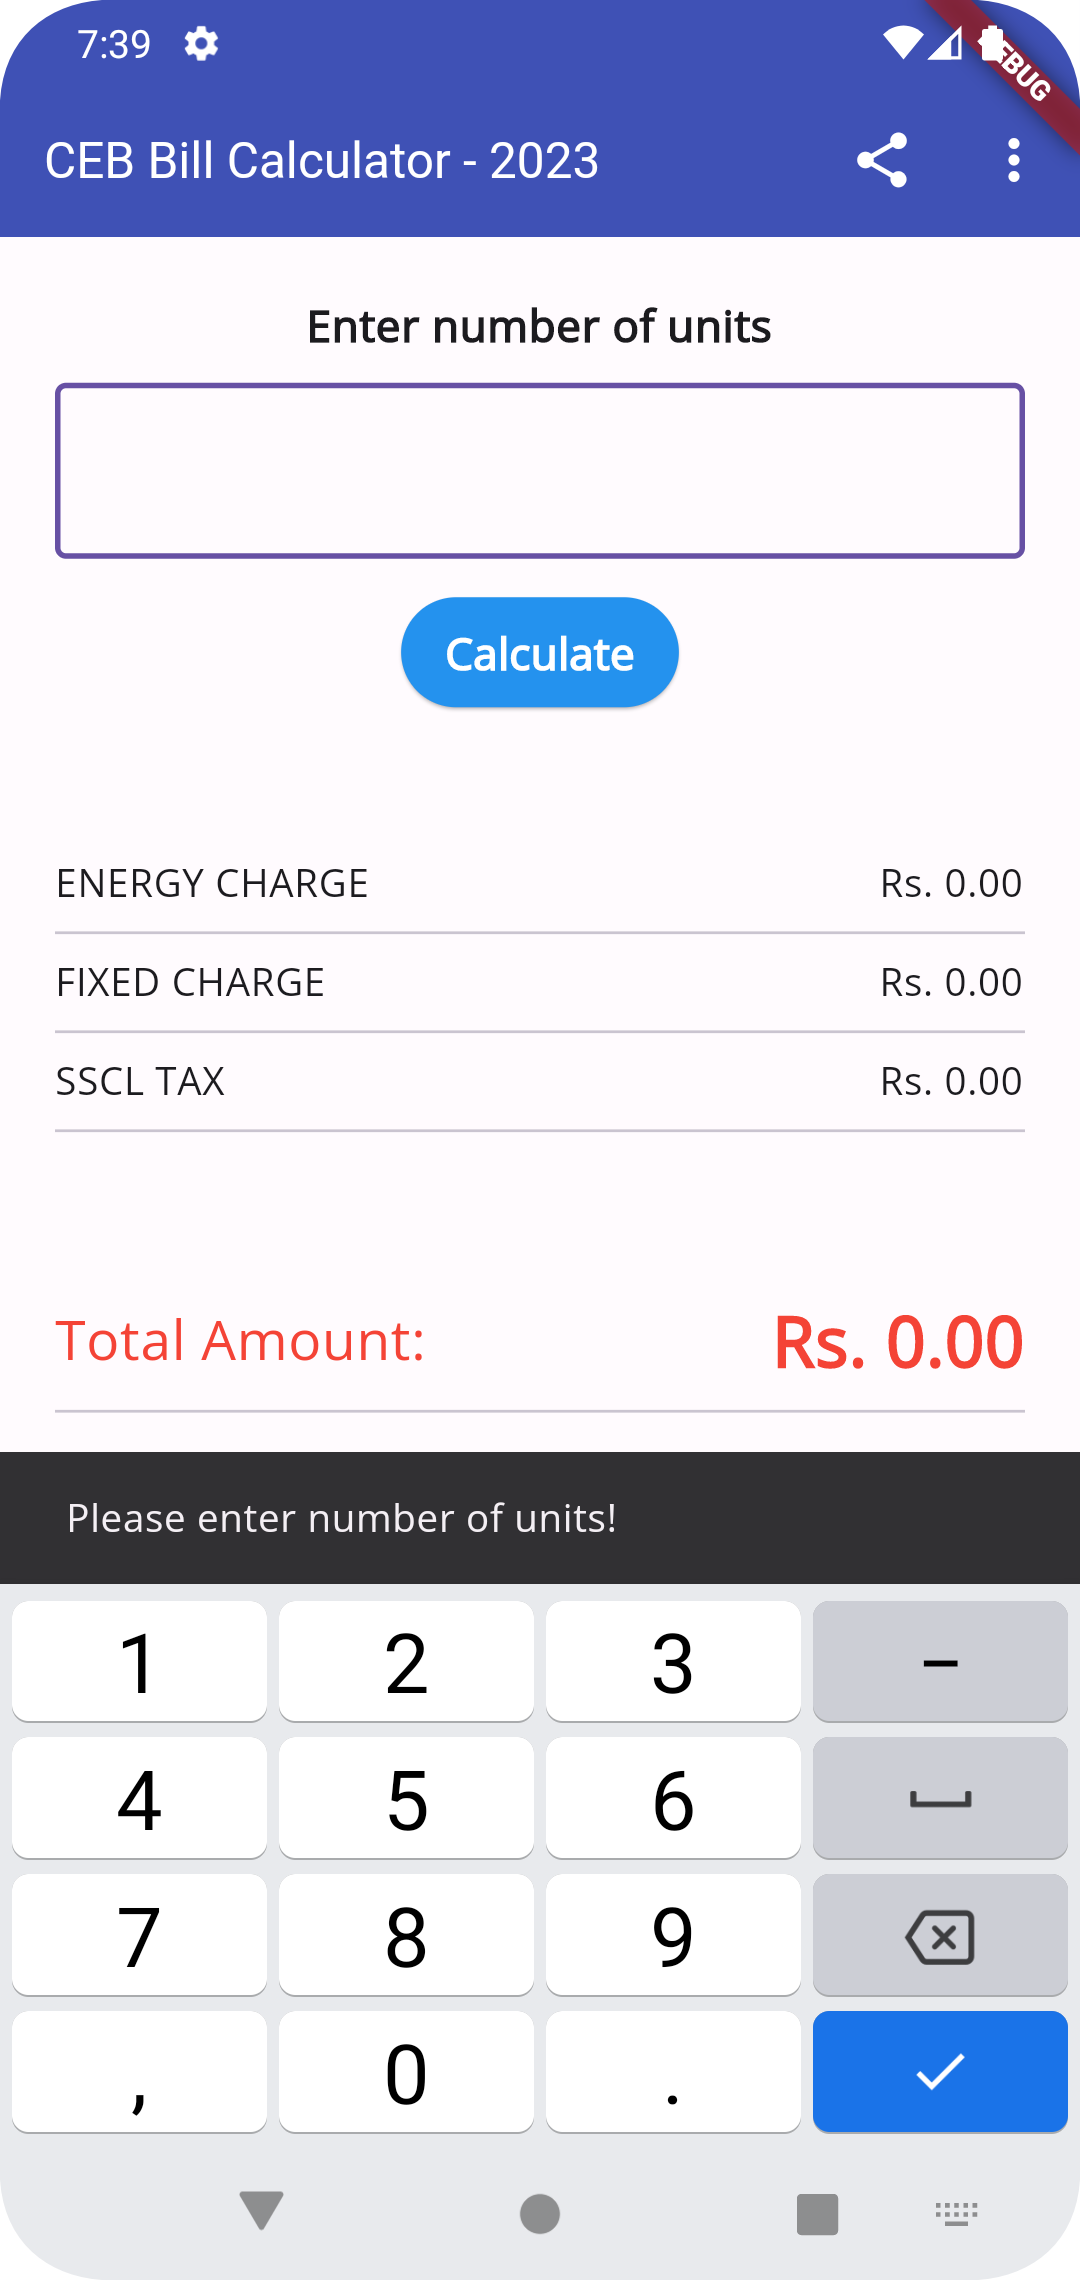 7:39
CEB Bill Calculator - 2023
Enter number of units
Calculate
ENERGY CHARGE Rs. 0.00
FIXED CHARGE Rs. 0.00
SSCL TAX Rs. 0.00
Total Amount: Rs. 0.00
Please enter number of units!
1 2 3 –
4 5 6
7 8 9
, 0 .